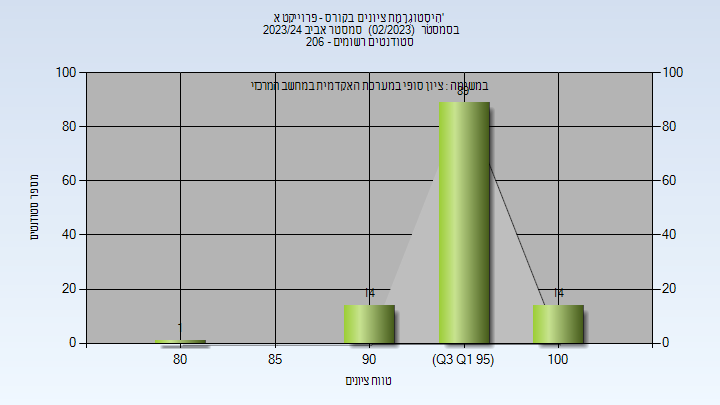 היסטוגרמת ציונים בקורס - פרוייקט א'
בסמסטר (02/2023) סמסטר אביב 2023/24
סטודנטים רשומים - 206
במשימה : ציון סופי במערכת האקדמית במחשב המרכזי
100
80
60
40
20
0
100
80
60
40
20
0
מספר סטודנטים
1
14
89
14
80
85
90
(Q3 Q1 95)
100
טווח ציונים